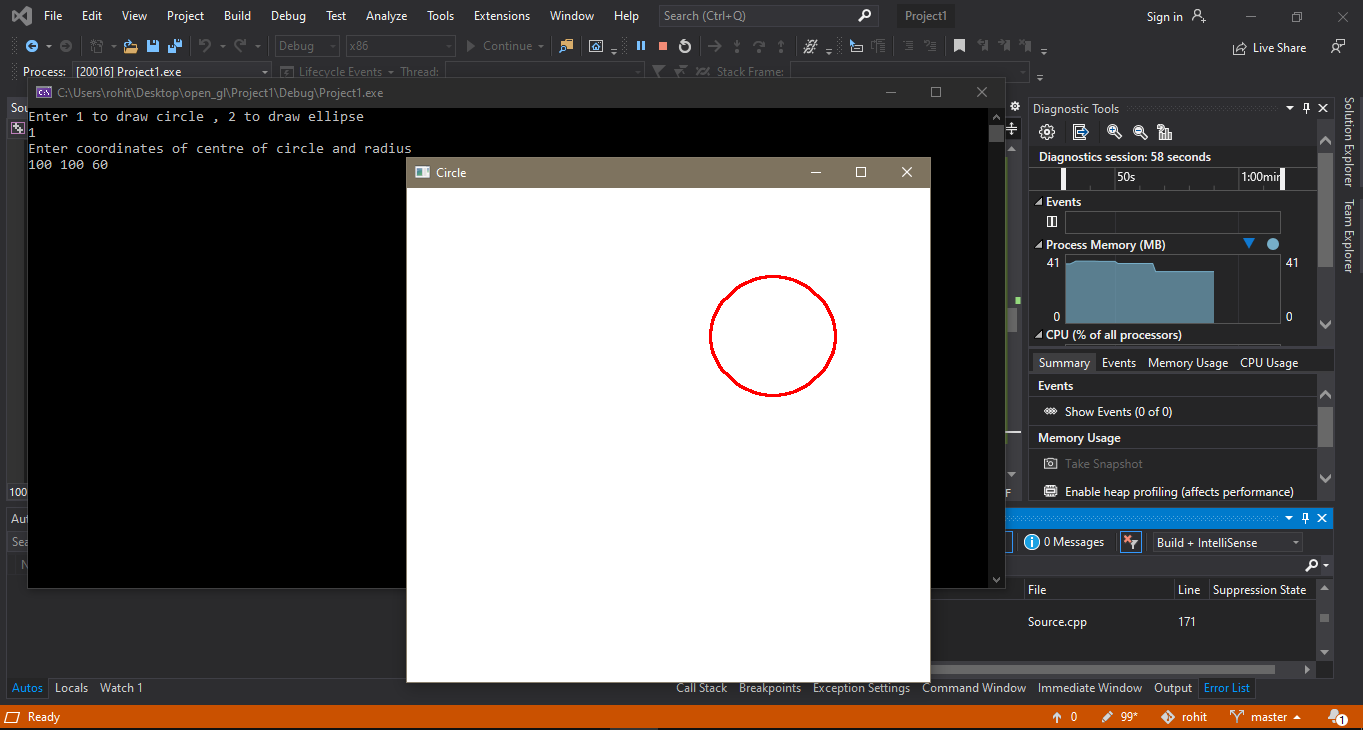 File Edit View Project Build Debug Test Analyze Tools Extensions Window Help Search (Ctrl+Q) Project1 Sign in
Debug x86 Continue Live Share
Process: [20016] Project1.exe Lifecycle Events Thread: Stack Frame:
C:\Users\rohit\Desktop\open_gl\Project1\Debug\Project1.exe
Enter 1 to draw circle , 2 to draw ellipse
1
Enter coordinates of centre of circle and radius
100 100 60
Circle
Sou
100
Aut
Sea
N
F
Diagnostic Tools
Diagnostics session: 58 seconds
50s 1:00min
Events
Process Memory (MB)
41 41
0 0
CPU (% of all processors)
Summary Events Memory Usage CPU Usage
Events
Show Events (0 of 0)
Memory Usage
Take Snapshot
Enable heap profiling (affects performance)
Solution Explorer
Team Explorer
0 Messages Build + IntelliSense
File Line Suppression State
Source.cpp 171
Autos Locals Watch 1
Call Stack Breakpoints Exception Settings Command Window Immediate Window Output Error List
Ready 0 99* rohit master 1